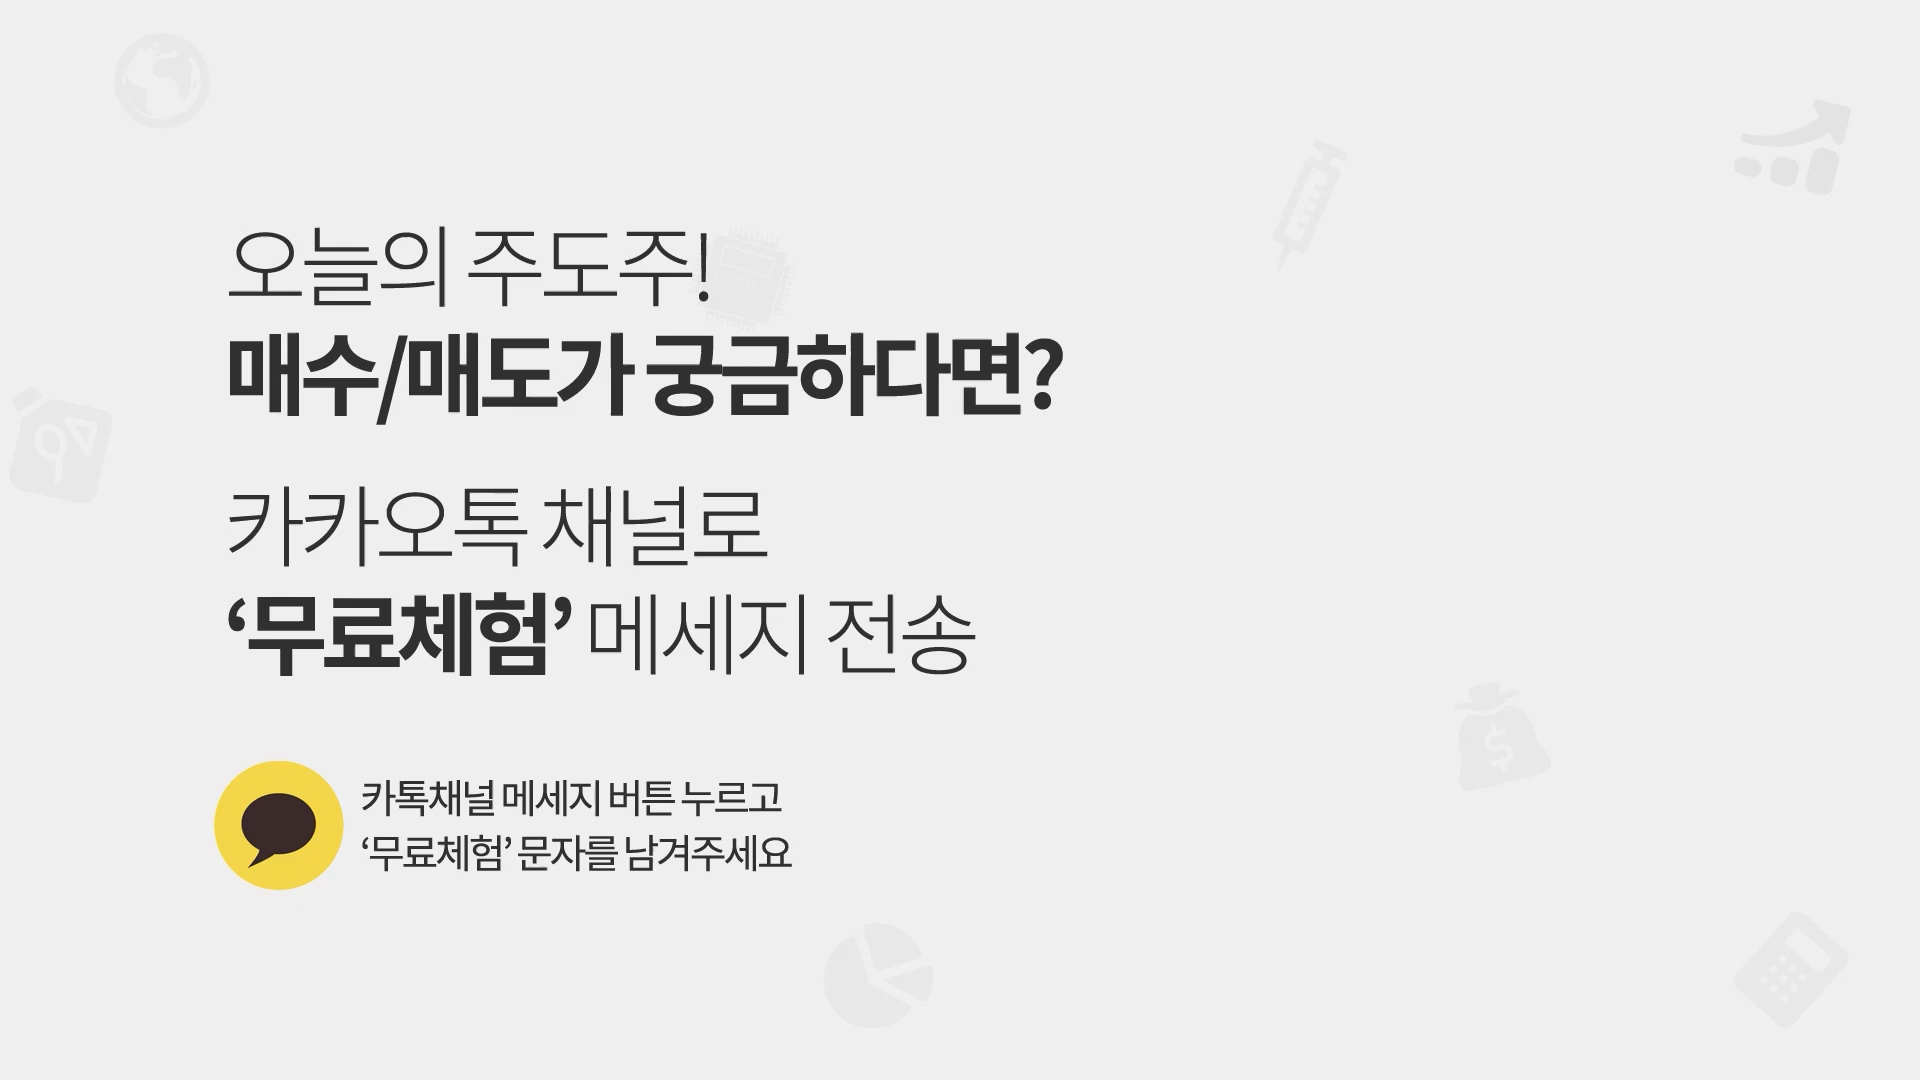 오늘의 주도주!
매수/매도가 궁금하다면?
카카오톡 채널로
‘무료체험’ 메세지 전송
카톡채널 메세지 버튼 누르고
‘무료체험’ 문자를 남겨주세요